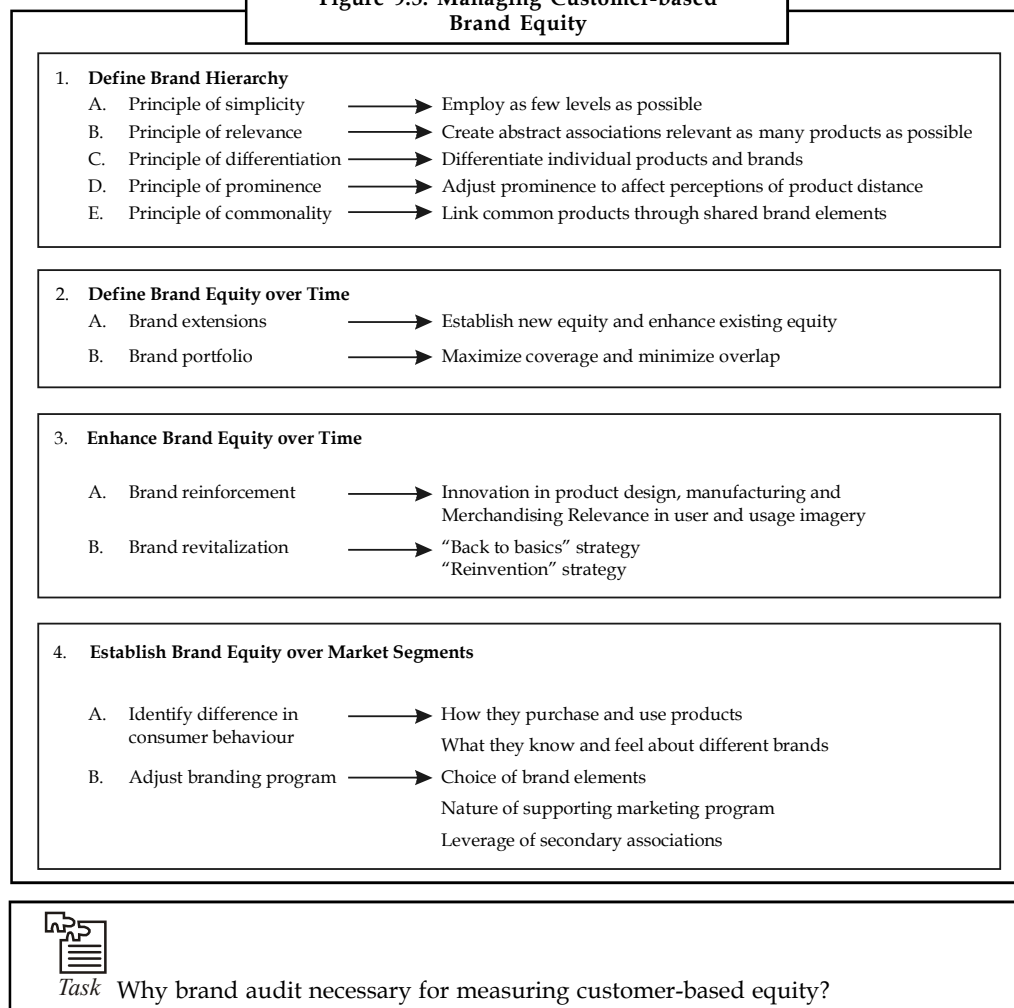 Figure 9.3: Managing Customer-based
Brand Equity
1. Define Brand Hierarchy
A. Principle of simplicity Employ as few levels as possible
B. Principle of relevance Create abstract associations relevant as many products as possible
C. Principle of differentiation Differentiate individual products and brands
D. Principle of prominence Adjust prominence to affect perceptions of product distance
E. Principle of commonality Link common products through shared brand elements
2. Define Brand Equity over Time
A. Brand extensions Establish new equity and enhance existing equity
B. Brand portfolio Maximize coverage and minimize overlap
3. Enhance Brand Equity over Time
A. Brand reinforcement Innovation in product design, manufacturing and
Merchandising Relevance in user and usage imagery
B. Brand revitalization “Back to basics” strategy
“Reinvention” strategy
4. Establish Brand Equity over Market Segments
A. Identify difference in How they purchase and use products
consumer behaviour
What they know and feel about different brands
B. Adjust branding program Choice of brand elements
Nature of supporting marketing program
Leverage of secondary associations
Task Why brand audit necessary for measuring customer-based equity?